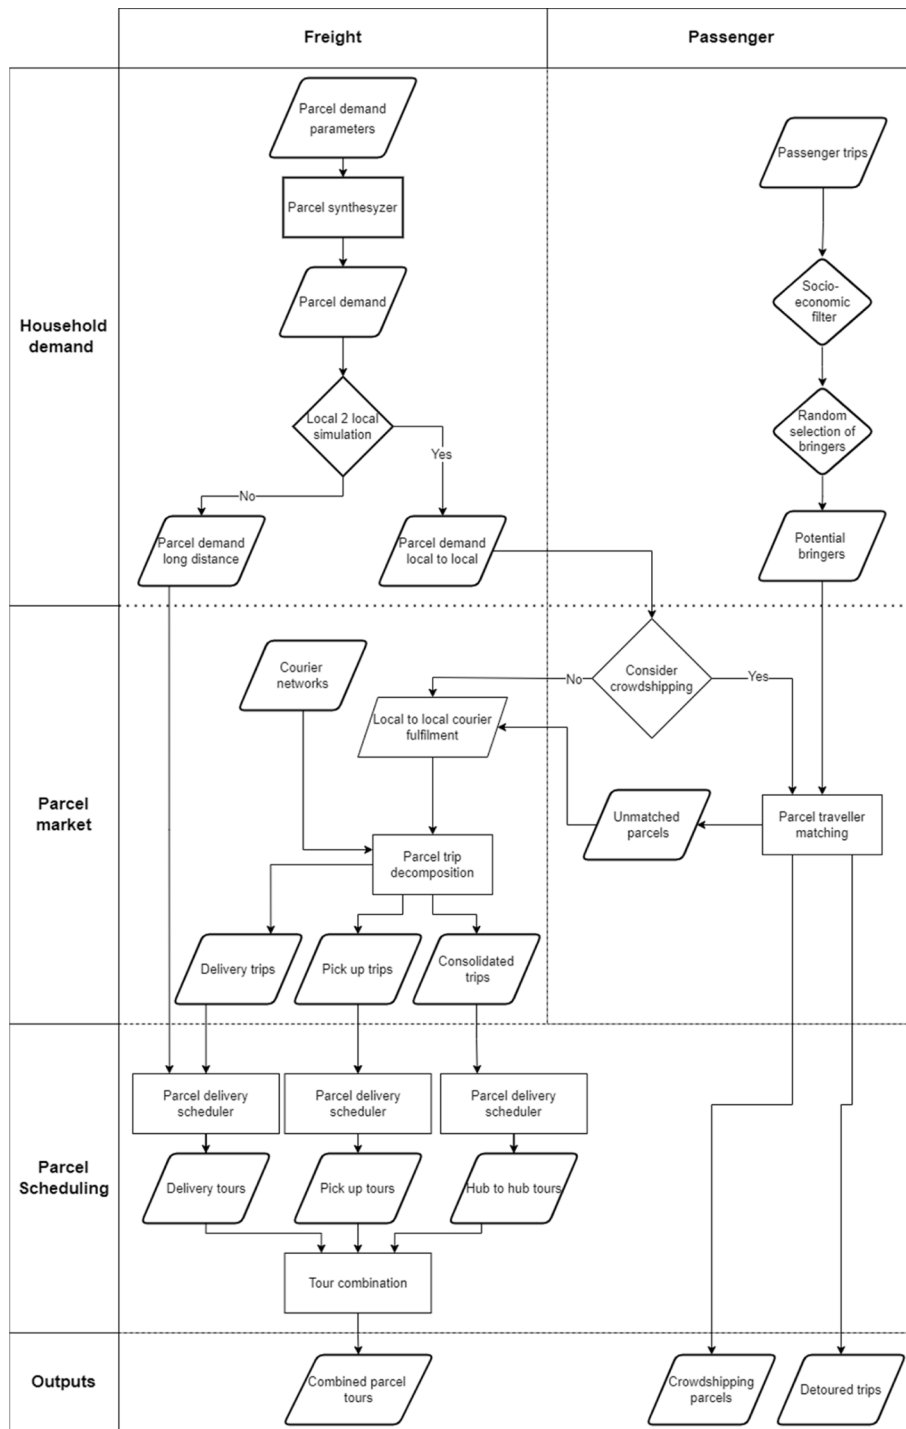 Freight
Passenger
Household
demand
Parcel demand
parameters
Passenger trips
Parcel synthesyzer
Parcel demand
Socio-
economic
filter
Local 2 local
simulation
Random
selection of
bringers
Yes
No
Parcel demand
long distance
Parcel demand
local to local
Potential
bringers
Parcel
market
Courier
networks
Consider
crowdshipping
No
Yes
Local to local courier
fulfilment
Unmatched
parcels
Parcel traveller
matching
Parcel trip
decomposition
Delivery trips
Pick up trips
Consolidated
trips
Parcel
Scheduling
Parcel delivery
scheduler
Parcel delivery
scheduler
Parcel delivery
scheduler
Delivery tours
Pick up tours
Hub to hub tours
Tour combination
Outputs
Combined parcel
tours
Crowdshipping
parcels
Detoured trips